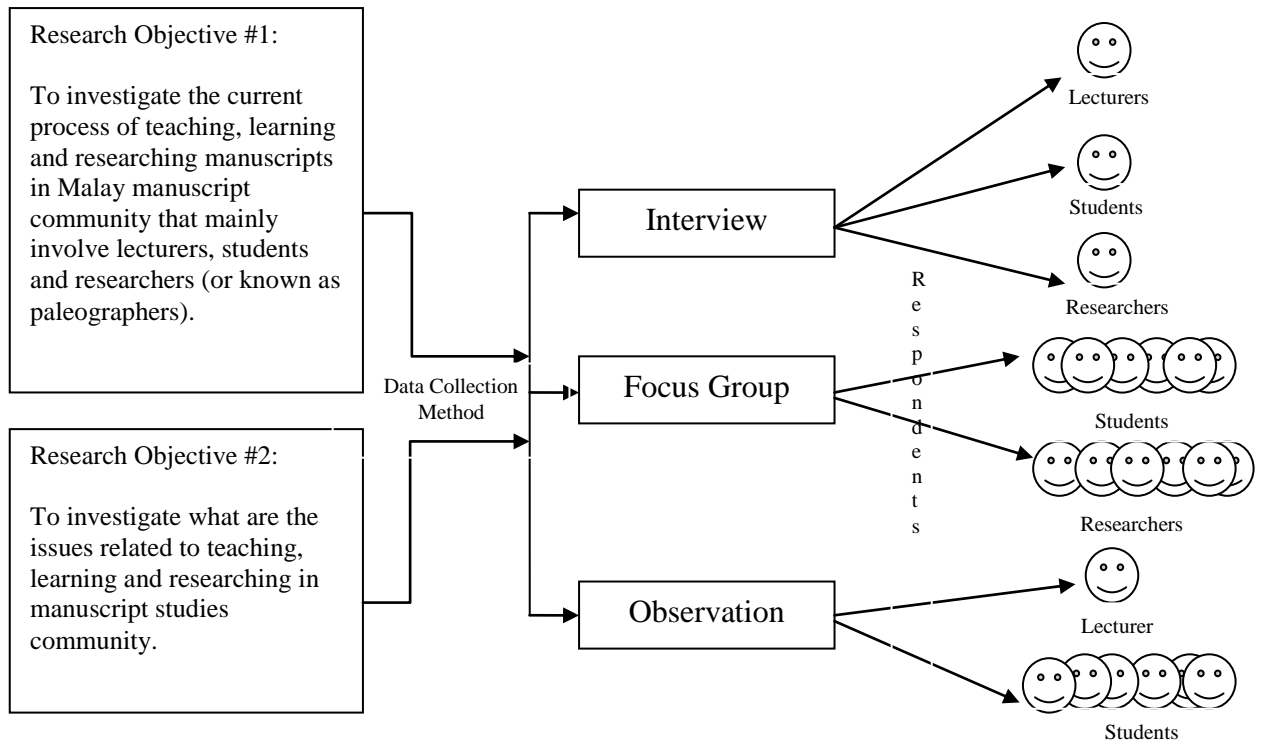 Research Objective #1:
To investigate the current
process of teaching, learning
and researching manuscripts
in Malay manuscript
community that mainly
involve lecturers, students
and researchers (or known as
paleographers).
Research Objective #2:
To investigate what are the
issues related to teaching,
learning and researching in
manuscript studies
community.
Data Collection
Method
Interview
Focus Group
Observation
Respondents
Lecturers
Students
Researchers
Students
Researchers
Lecturer
Students